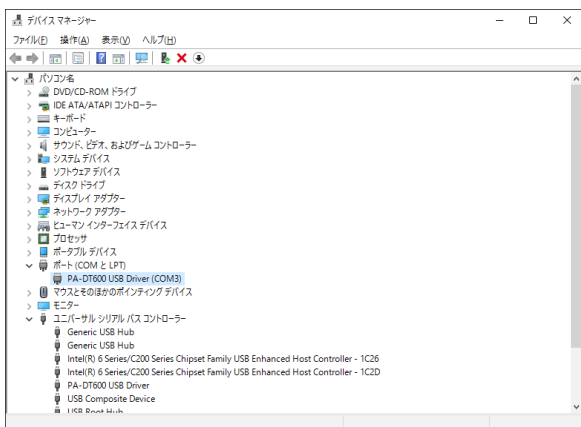 デバイス マネージャー
ファイル(F) 操作(A) 表示(V) ヘルプ(H)
パソコン名
DVD/CD-ROM ドライブ
IDE ATA/ATAPI コントローラー
キーボード
コンピューター
サウンド、ビデオ、およびゲーム コントローラー
システム デバイス
ソフトウェア デバイス
ディスク ドライブ
ディスプレイ アダプター
ネットワーク アダプター
ヒューマン インターフェイス デバイス
プロセッサ
ポータブル デバイス
ポート (COM と LPT)
PA-DT600 USB Driver (COM3)
マウスとそのほかのポインティング デバイス
モニター
ユニバーサル シリアル バス コントローラー
Generic USB Hub
Generic USB Hub
Intel(R) 6 Series/C200 Series Chipset Family USB Enhanced Host Controller - 1C26
Intel(R) 6 Series/C200 Series Chipset Family USB Enhanced Host Controller - 1C2D
PA-DT600 USB Driver
USB Composite Device
USB Root Hub